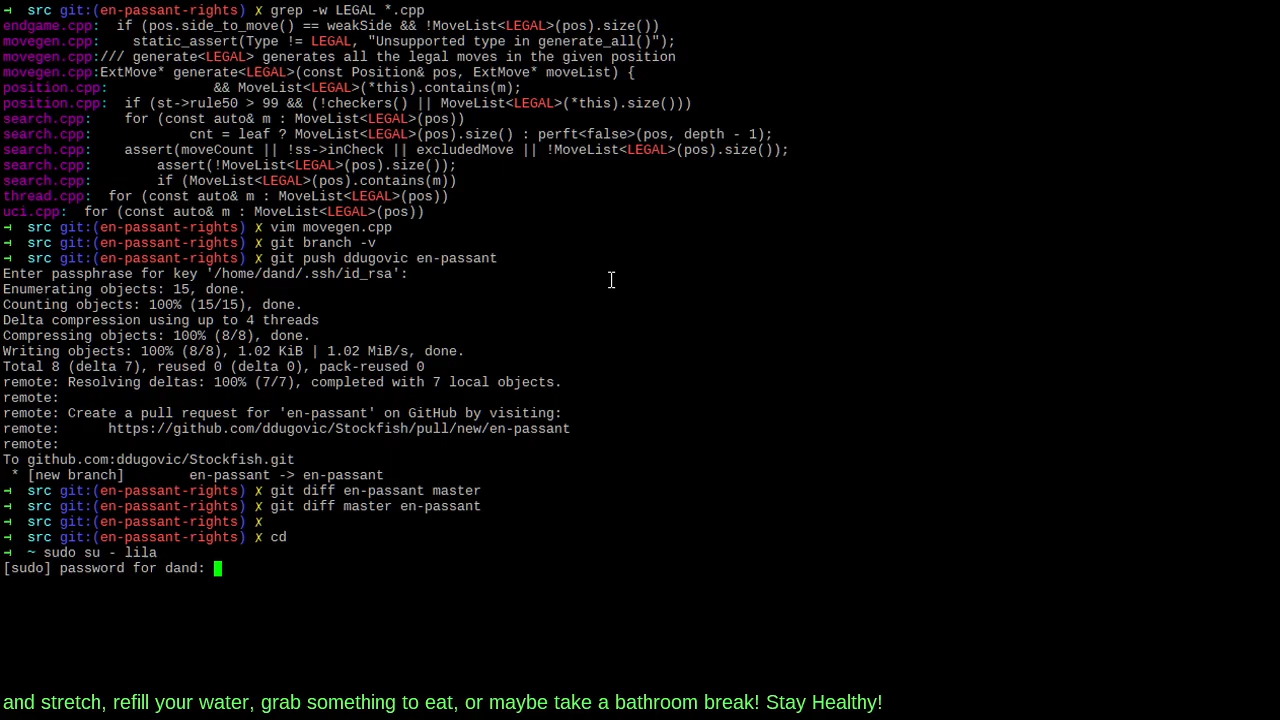 →  src git:(en-passant-rights) ✗ grep -w LEGAL *.cpp
endgame.cpp:  if (pos.side_to_move() == weakSide && !MoveList<LEGAL>(pos).size())
movegen.cpp:    static_assert(Type != LEGAL, "Unsupported type in generate_all()");
movegen.cpp:/// generate<LEGAL> generates all the legal moves in the given position
movegen.cpp:ExtMove* generate<LEGAL>(const Position& pos, ExtMove* moveList) {
position.cpp:             && MoveList<LEGAL>(*this).contains(m);
position.cpp:  if (st->rule50 > 99 && (!checkers() || MoveList<LEGAL>(*this).size()))
search.cpp:    for (const auto& m : MoveList<LEGAL>(pos))
search.cpp:            cnt = leaf ? MoveList<LEGAL>(pos).size() : perft<false>(pos, depth - 1);
search.cpp:    assert(moveCount || !ss->inCheck || excludedMove || !MoveList<LEGAL>(pos).size());
search.cpp:        assert(!MoveList<LEGAL>(pos).size());
search.cpp:        if (MoveList<LEGAL>(pos).contains(m))
thread.cpp:  for (const auto& m : MoveList<LEGAL>(pos))
uci.cpp:  for (const auto& m : MoveList<LEGAL>(pos))
→  src git:(en-passant-rights) ✗ vim movegen.cpp
→  src git:(en-passant-rights) ✗ git branch -v
→  src git:(en-passant-rights) ✗ git push ddugovic en-passant
Enter passphrase for key '/home/dand/.ssh/id_rsa':
Enumerating objects: 15, done.
Counting objects: 100% (15/15), done.
Delta compression using up to 4 threads
Compressing objects: 100% (8/8), done.
Writing objects: 100% (8/8), 1.02 KiB | 1.02 MiB/s, done.
Total 8 (delta 7), reused 0 (delta 0), pack-reused 0
remote: Resolving deltas: 100% (7/7), completed with 7 local objects.
remote:
remote: Create a pull request for 'en-passant' on GitHub by visiting:
remote:      https://github.com/ddugovic/Stockfish/pull/new/en-passant
remote:
To github.com:ddugovic/Stockfish.git
 * [new branch]        en-passant -> en-passant
→  src git:(en-passant-rights) ✗ git diff en-passant master
→  src git:(en-passant-rights) ✗ git diff master en-passant
→  src git:(en-passant-rights) ✗
→  src git:(en-passant-rights) ✗ cd
→  ~ sudo su - lila
[sudo] password for dand:
and stretch, refill your water, grab something to eat, or maybe take a bathroom break! Stay Healthy!